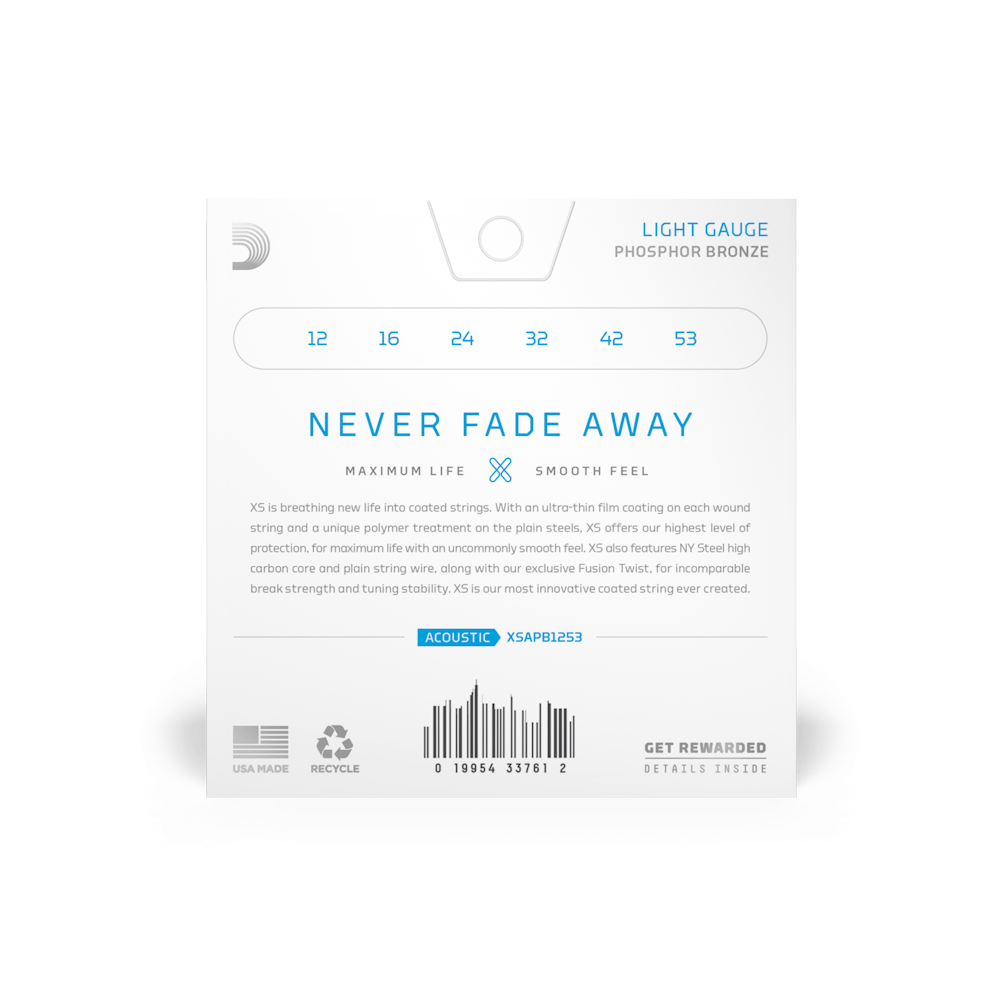 LIGHT GAUGE
PHOSPHOR BRONZE
12 16 24 32 42 53
NEVER FADE AWAY
MAXIMUM LIFE SMOOTH FEEL
XS is breathing new life into coated strings. With an ultra-thin film coating on each wound
string and a unique polymer treatment on the plain steels, XS offers our highest level of
protection, for maximum life with an uncommonly smooth feel. XS also features NY Steel high
carbon core and plain string wire, along with our exclusive Fusion Twist, for incomparable
break strength and tuning stability. XS is our most innovative coated string ever created.
ACOUSTIC XSAPB1253
USA MADE
RECYCLE
0 19954 33761 2
GET REWARDED
DETAILS INSIDE